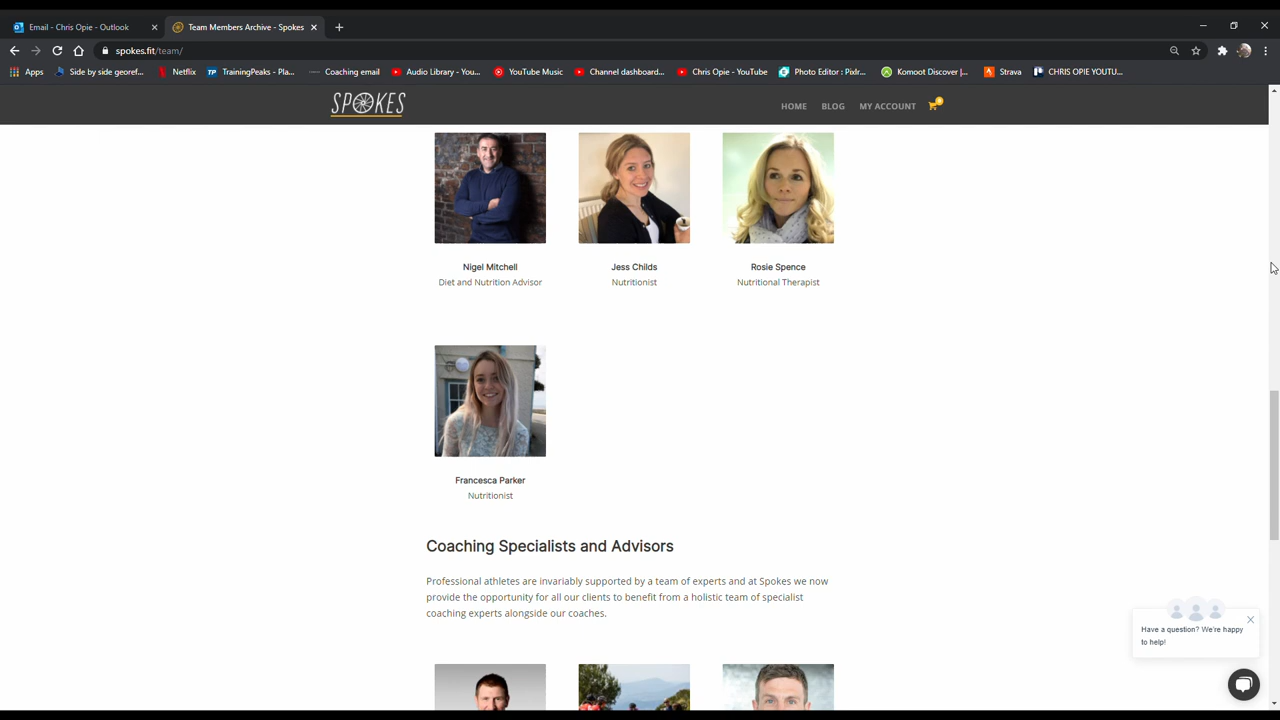 Email - Chris Opie - Outlook
Team Members Archive - Spokes
spokes.fit/team/
Apps
Side by side georef...
Netflix
TrainingPeaks - Pla...
Coaching email
Audio Library - You...
YouTube Music
Channel dashboard...
Chris Opie - YouTube
Photo Editor : Pixlr...
Komoot Discover |...
Strava
CHRIS OPIE YOUTU...
SPOKES
HOME
BLOG
MY ACCOUNT
Nigel Mitchell
Diet and Nutrition Advisor
Jess Childs
Nutritionist
Rosie Spence
Nutritional Therapist
Francesca Parker
Nutritionist
Coaching Specialists and Advisors
Professional athletes are invariably supported by a team of experts and at Spokes we now
provide the opportunity for all our clients to benefit from a holistic team of specialist
coaching experts alongside our coaches.
Have a question? We're happy
to help!